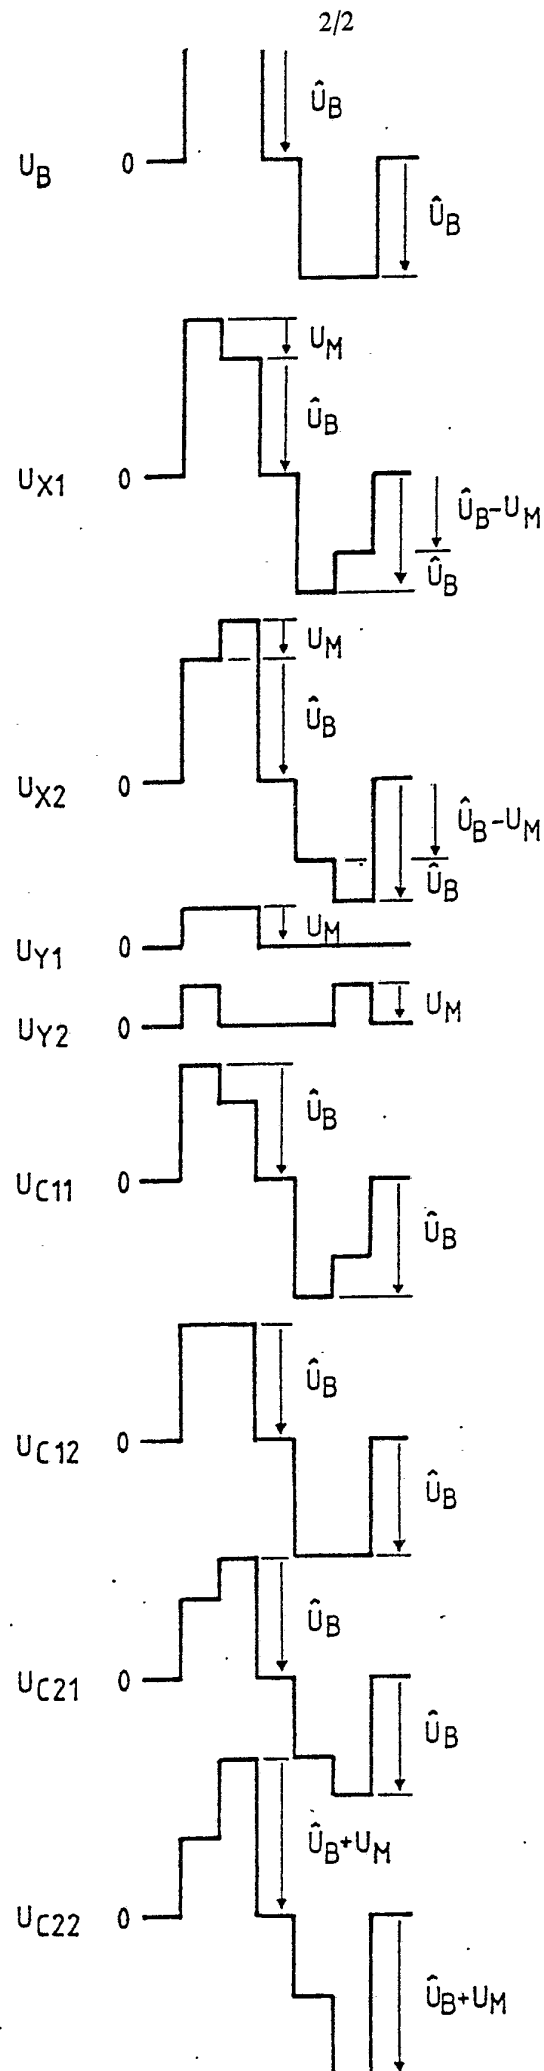 2/2
Û_B
U_B 0
Û_B
U_M
Û_B
U_X1 0
Û_B-U_M
Û_B
U_M
Û_B
U_X2 0
Û_B-U_M
Û_B
U_Y1 0 U_M
U_Y2 0 U_M
Û_B
U_C11 0
Û_B
Û_B
U_C12 0
Û_B
Û_B
U_C21 0
Û_B
Û_B+U_M
U_C22 0
Û_B+U_M